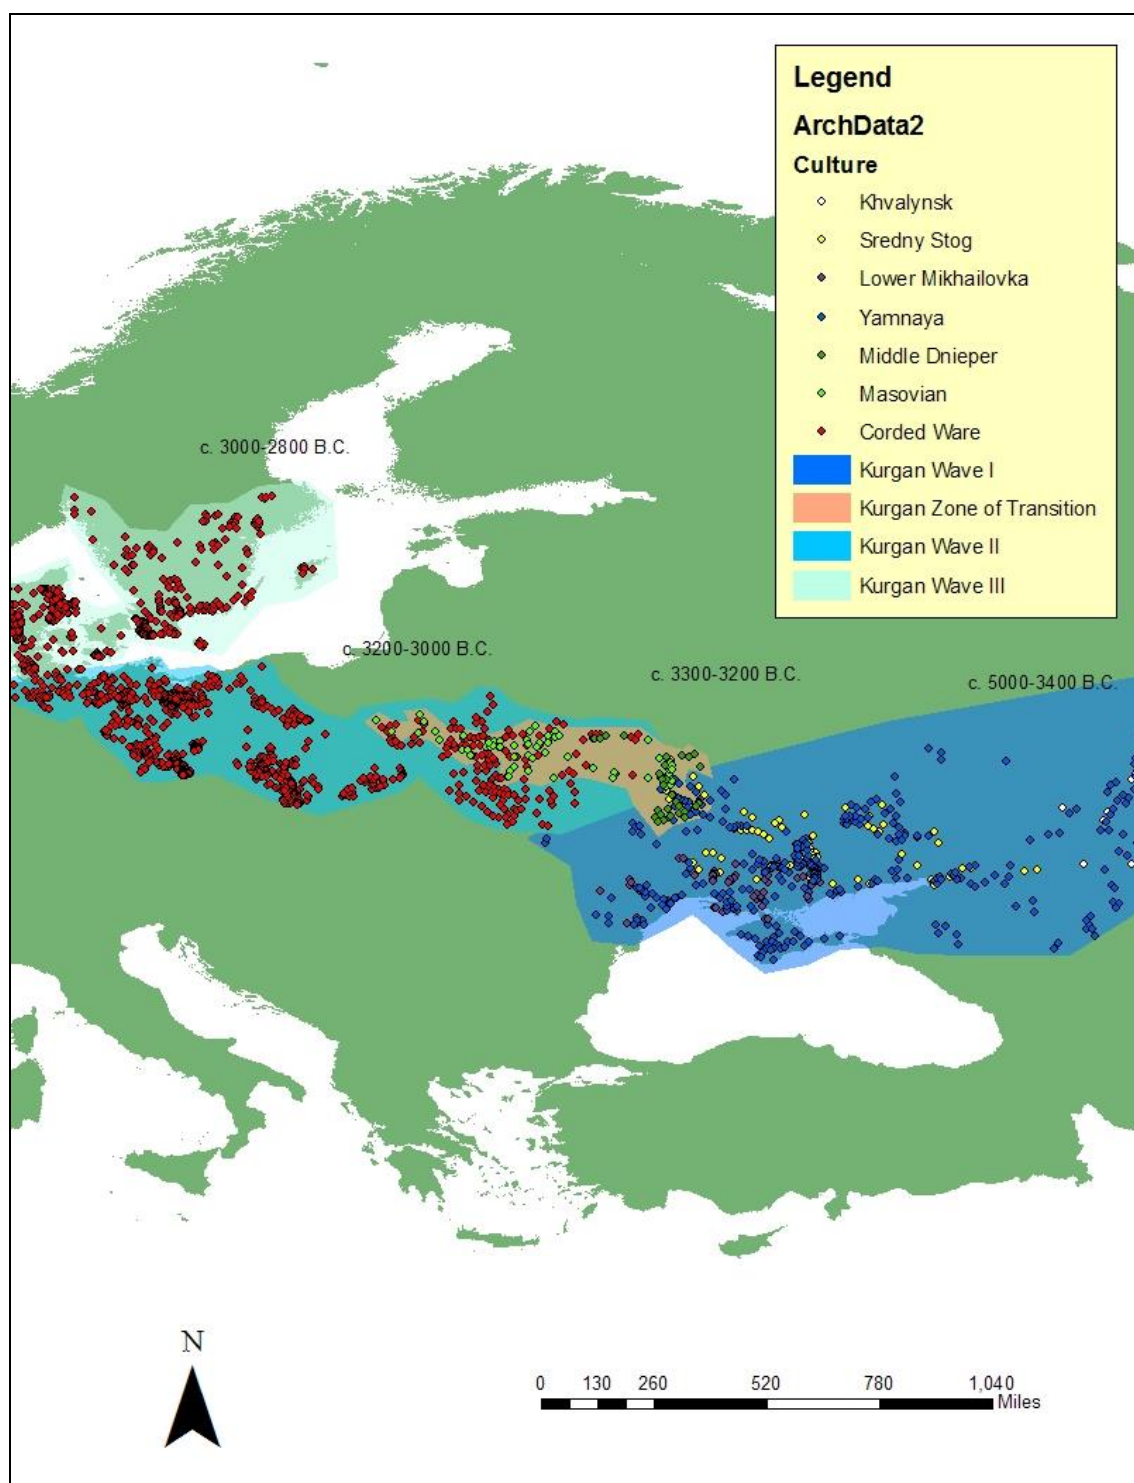 Legend
ArchData2
Culture
Khvalynsk
Sredny Stog
Lower Mikhailovka
Yamnaya
Middle Dnieper
Masovian
Corded Ware
Kurgan Wave I
Kurgan Zone of Transition
Kurgan Wave II
Kurgan Wave III
c. 3000-2800 B.C.
c. 3200-3000 B.C.
c. 3300-3200 B.C.
c. 5000-3400 B.C.
N
0 130 260 520 780 1,040
Miles